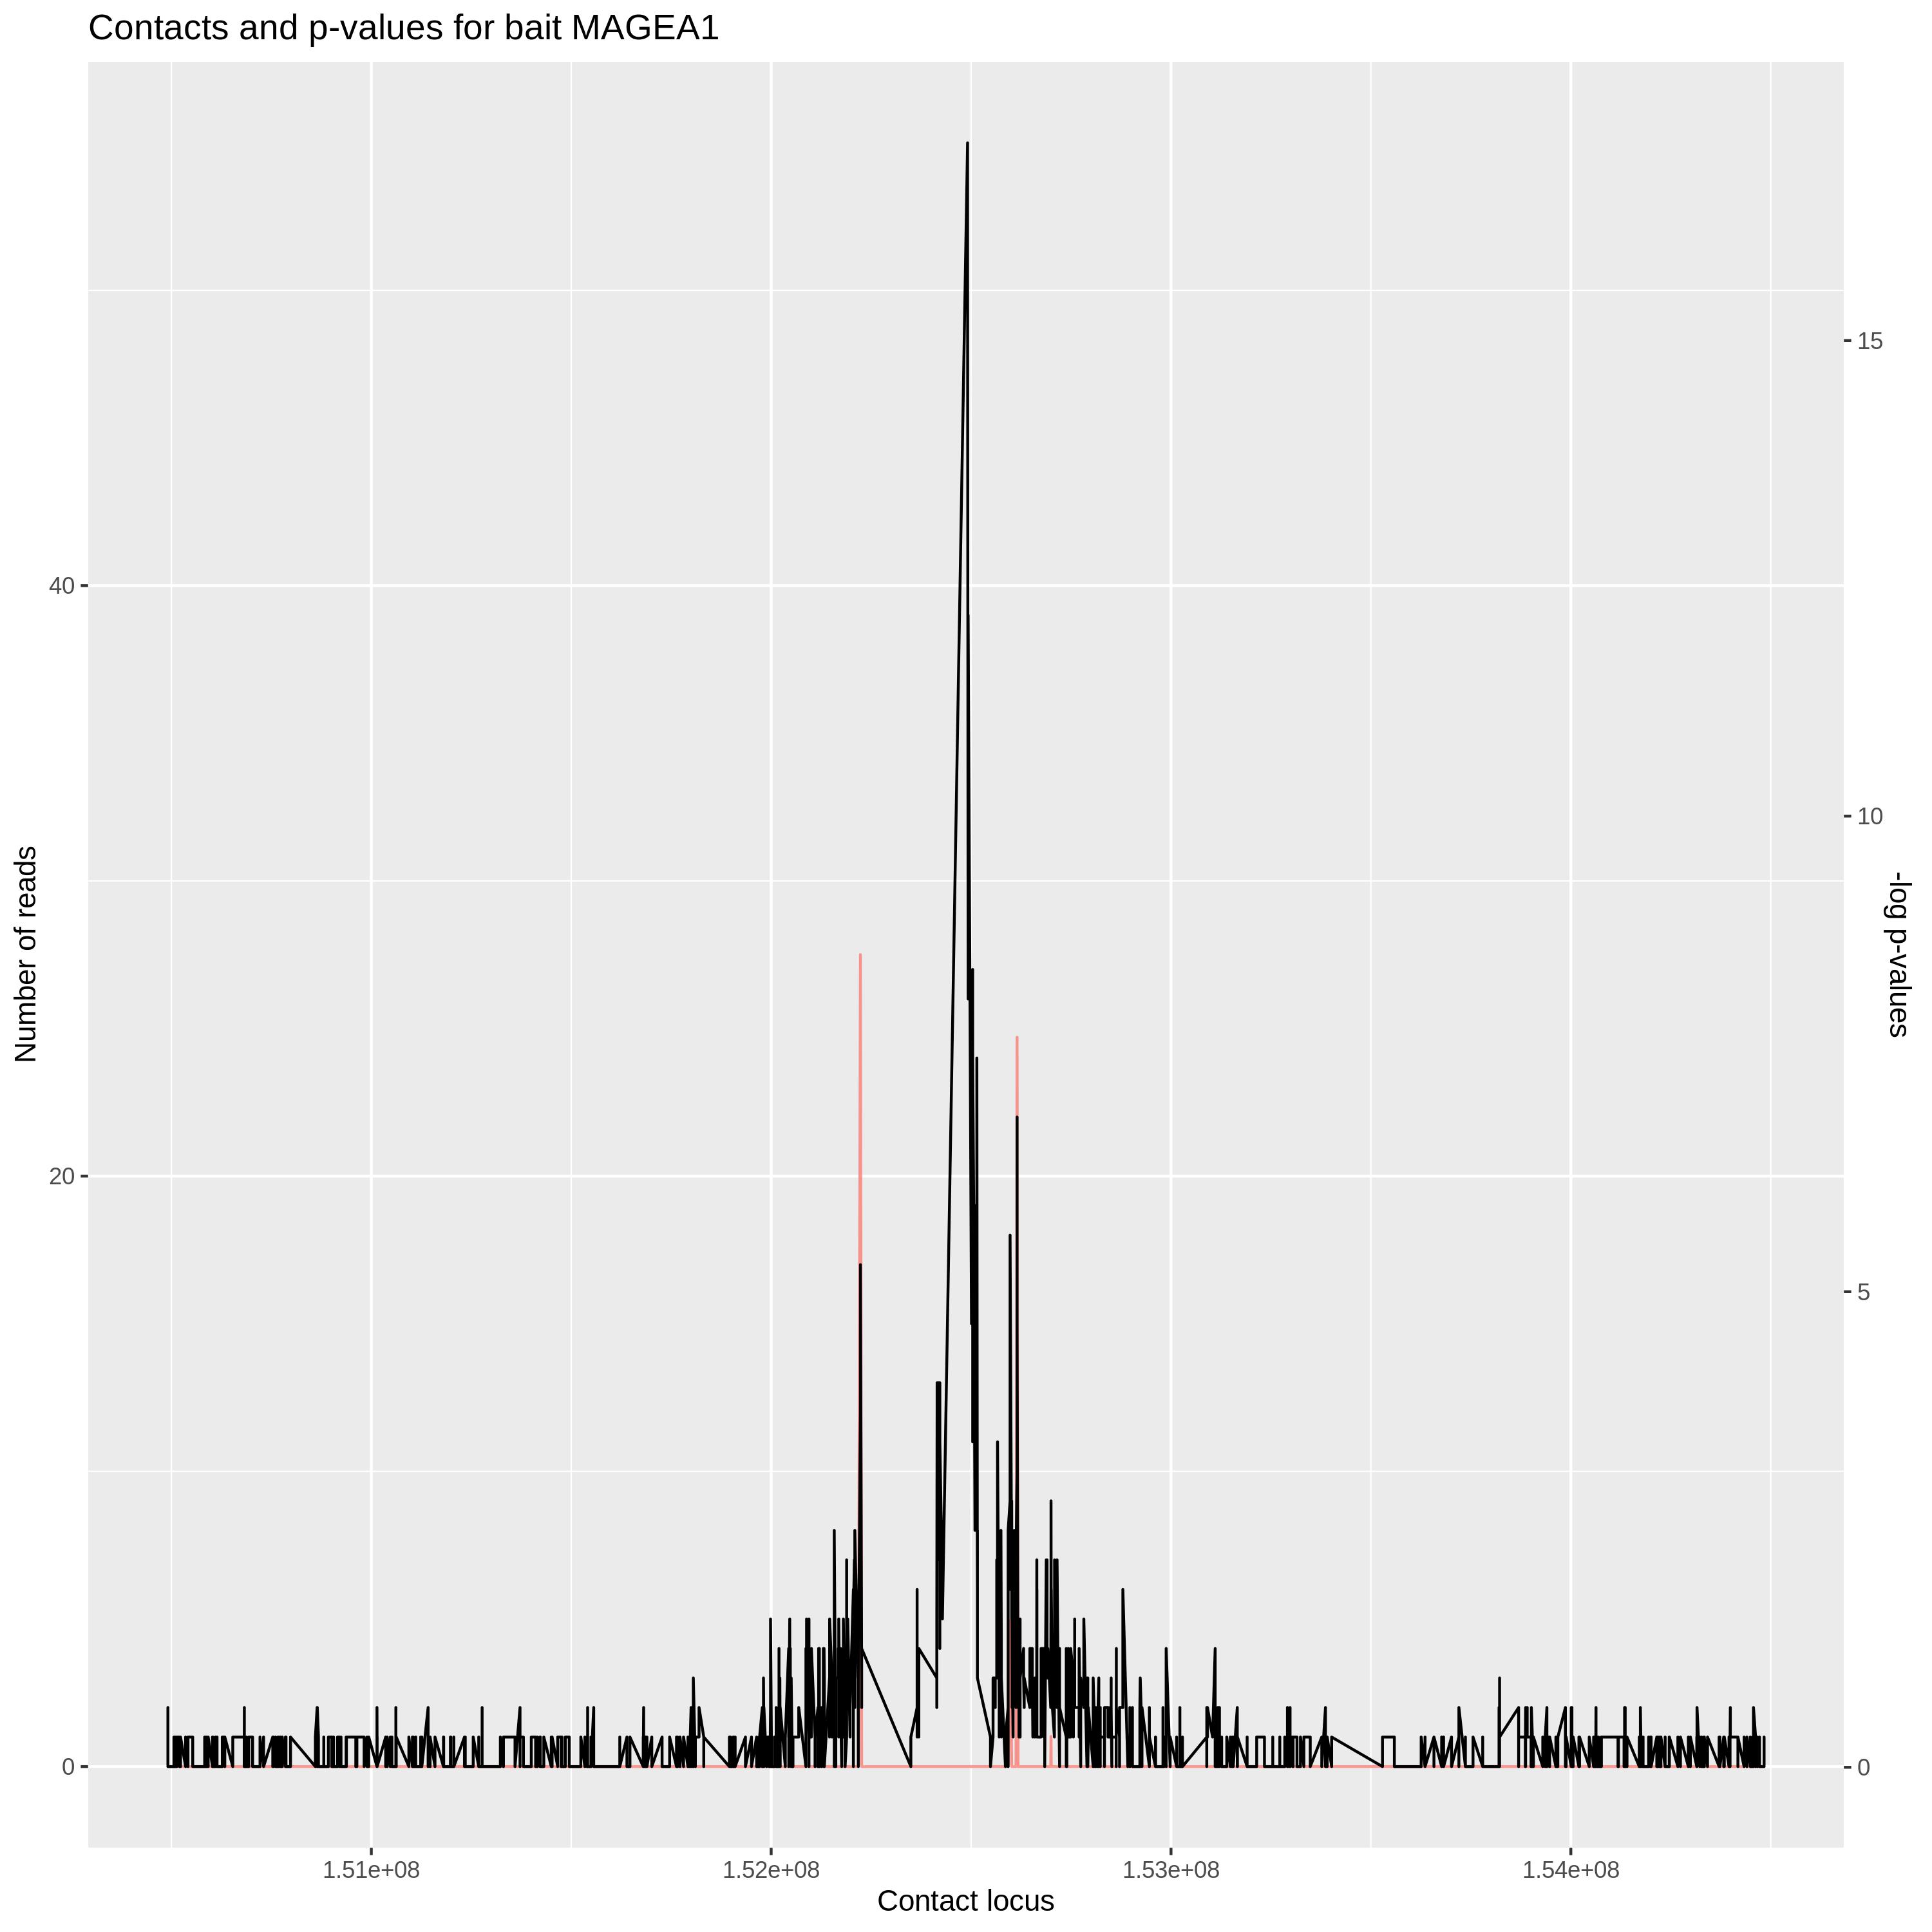 Contacts and p-values for bait MAGEA1
Number of reads
40
20
0
15
10
5
0
-log p-values
1.51e+08
1.52e+08
1.53e+08
1.54e+08
Contact locus